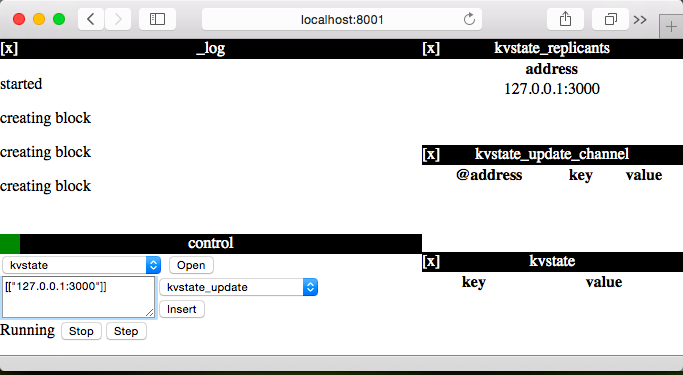 localhost:8001
[x] _log
started
creating block
creating block
creating block
control
kvstate Open
[["127.0.0.1:3000"]] kvstate_update
Insert
Running Stop Step
[x] kvstate_replicants
address
127.0.0.1:3000
[x] kvstate_update_channel
@address key value
[x] kvstate
key value